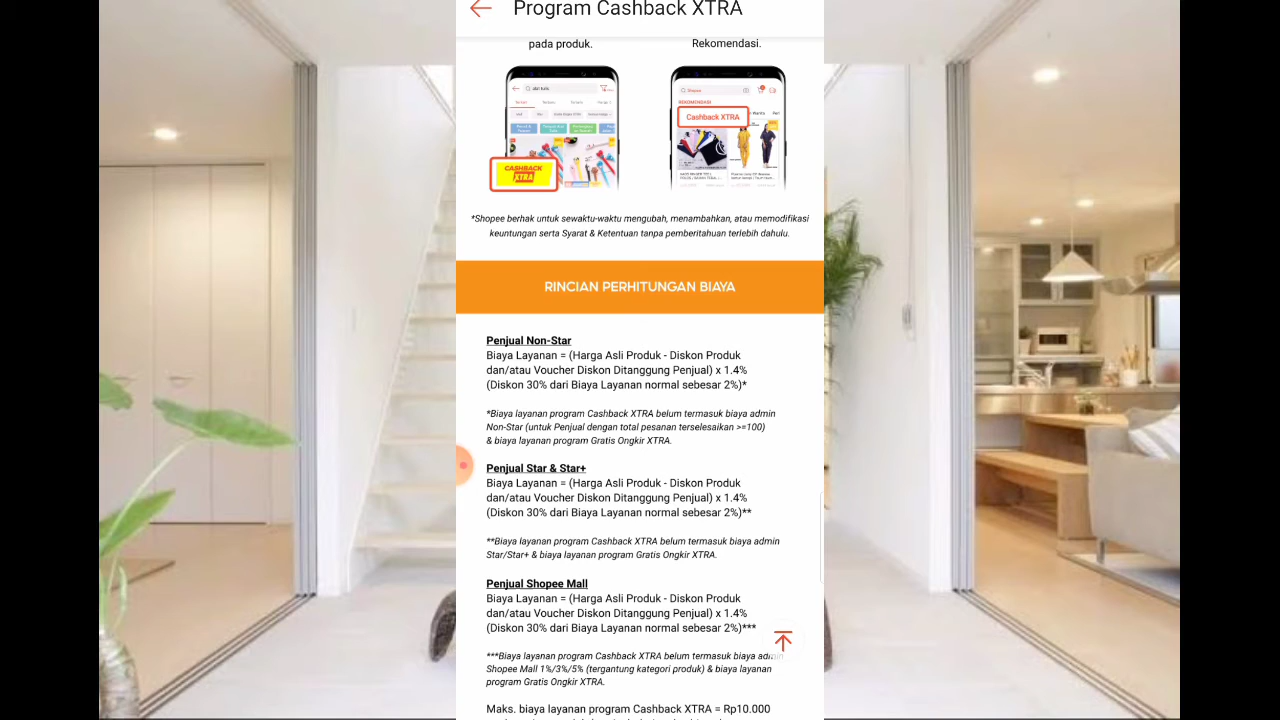 Program Cashback XTRA
pada produk.
Rekomendasi.
Shopee
REKOMENDASI
Cashback XTRA
CASHBACK
XTRA
*Shopee berhak untuk sewaktu-waktu mengubah, menambahkan, atau memodifikasi
keuntungan serta Syarat & Ketentuan tanpa pemberitahuan terlebih dahulu.
RINCIAN PERHITUNGAN BIAYA
Penjual Non-Star
Biaya Layanan = (Harga Asli Produk - Diskon Produk
dan/atau Voucher Diskon Ditanggung Penjual) x 1.4%
(Diskon 30% dari Biaya Layanan normal sebesar 2%)*
*Biaya layanan program Cashback XTRA belum termasuk biaya admin
Non-Star (untuk Penjual dengan total pesanan terselesaikan >=100)
& biaya layanan program Gratis Ongkir XTRA.
Penjual Star & Star+
Biaya Layanan = (Harga Asli Produk - Diskon Produk
dan/atau Voucher Diskon Ditanggung Penjual) x 1.4%
(Diskon 30% dari Biaya Layanan normal sebesar 2%)**
**Biaya layanan program Cashback XTRA belum termasuk biaya admin
Star/Star+ & biaya layanan program Gratis Ongkir XTRA.
Penjual Shopee Mall
Biaya Layanan = (Harga Asli Produk - Diskon Produk
dan/atau Voucher Diskon Ditanggung Penjual) x 1.4%
(Diskon 30% dari Biaya Layanan normal sebesar 2%)***
***Biaya layanan program Cashback XTRA belum termasuk biaya admin
Shopee Mall 1%/3%/5% (tergantung kategori produk) & biaya layanan
program Gratis Ongkir XTRA.
Maks. biaya layanan program Cashback XTRA = Rp10.000